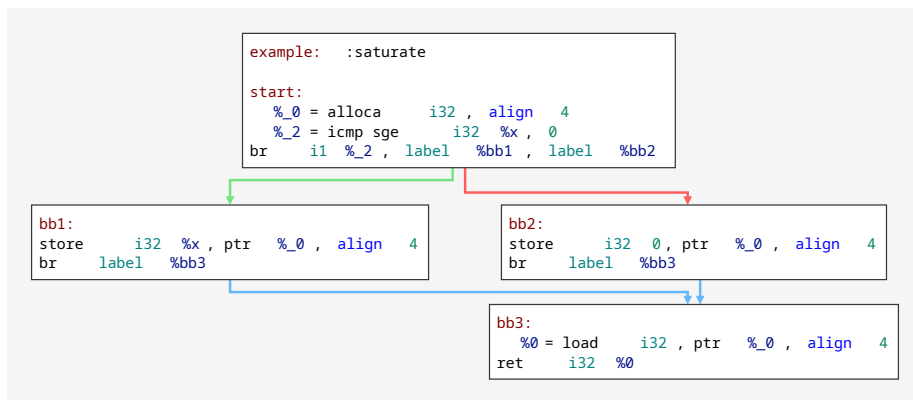 example: :saturate
start:
%_0 = alloca i32 , align 4
%_2 = icmp sge i32 %x , 0
br i1 %_2 , label %bb1 , label %bb2
bb1:
store i32 %x , ptr %_0 , align 4
br label %bb3
bb2:
store i32 0 , ptr %_0 , align 4
br label %bb3
bb3:
%0 = load i32 , ptr %_0 , align 4
ret i32 %0